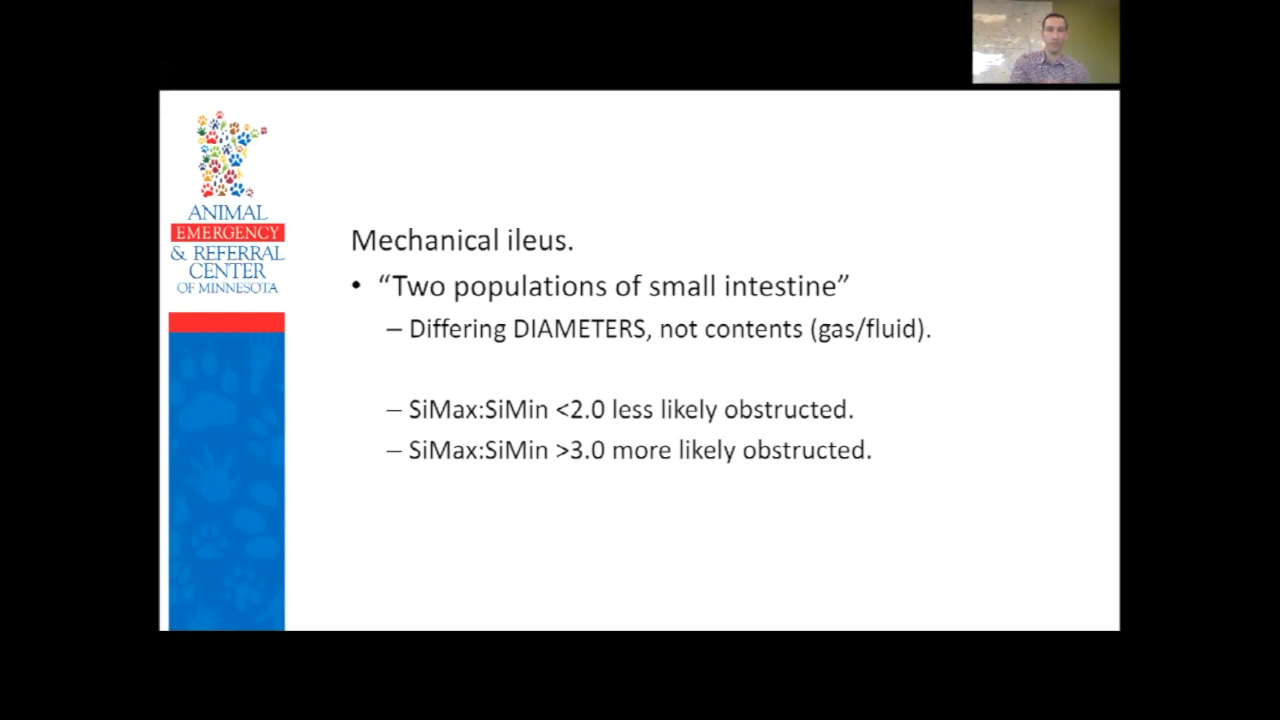 ANIMAL
EMERGENCY
& REFERRAL
CENTER
OF MINNESOTA
Mechanical ileus.
• “Two populations of small intestine”
– Differing DIAMETERS, not contents (gas/fluid).
– SiMax:SiMin <2.0 less likely obstructed.
– SiMax:SiMin >3.0 more likely obstructed.